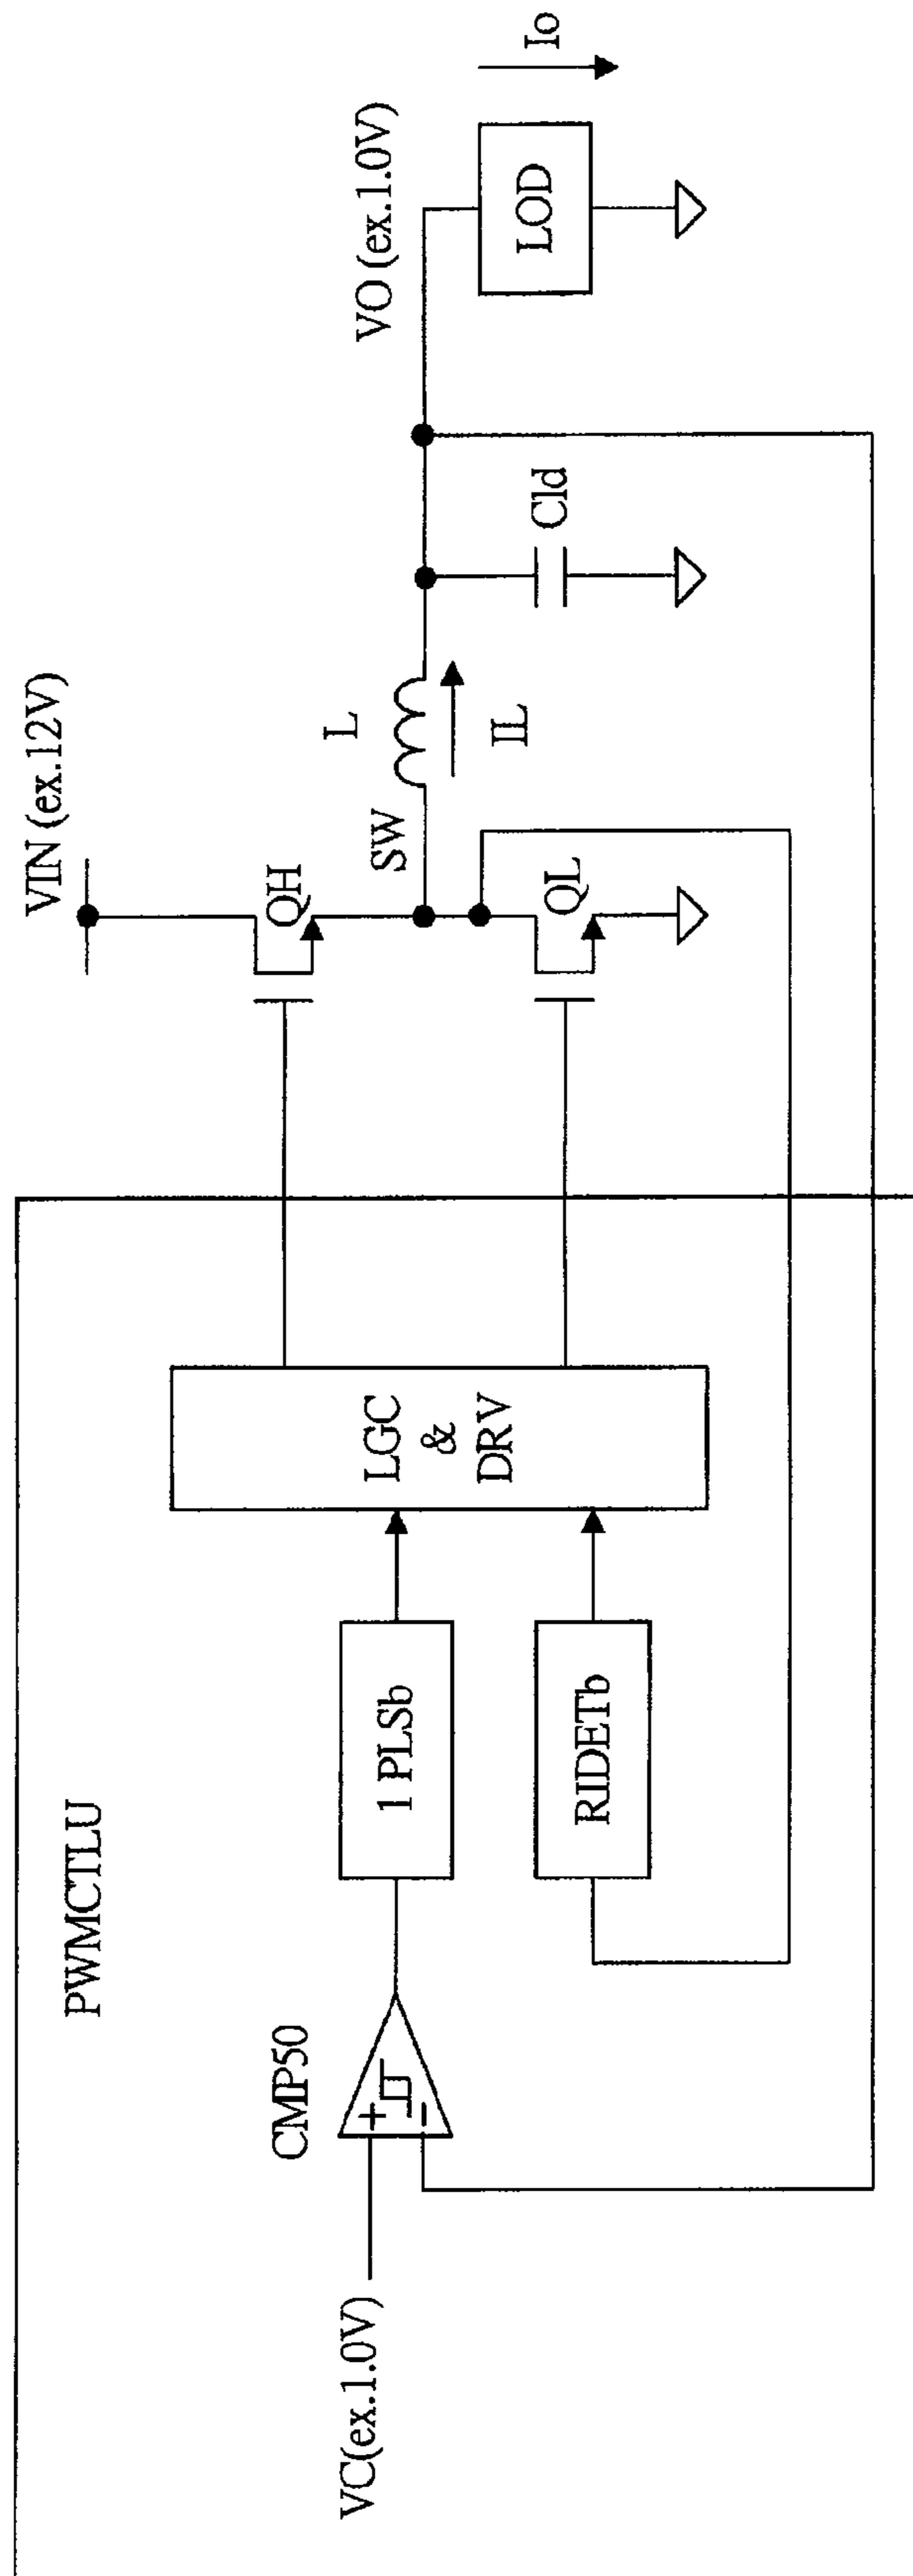 PWMCTLU
VIN (ex.12V)
CMP50
VC(ex.1.0V)
+
−
1 PLSb
RIDETb
LGC
&
DRV
QH
QL
SW
L
IL
Cld
VO (ex.1.0V)
LOD
Io